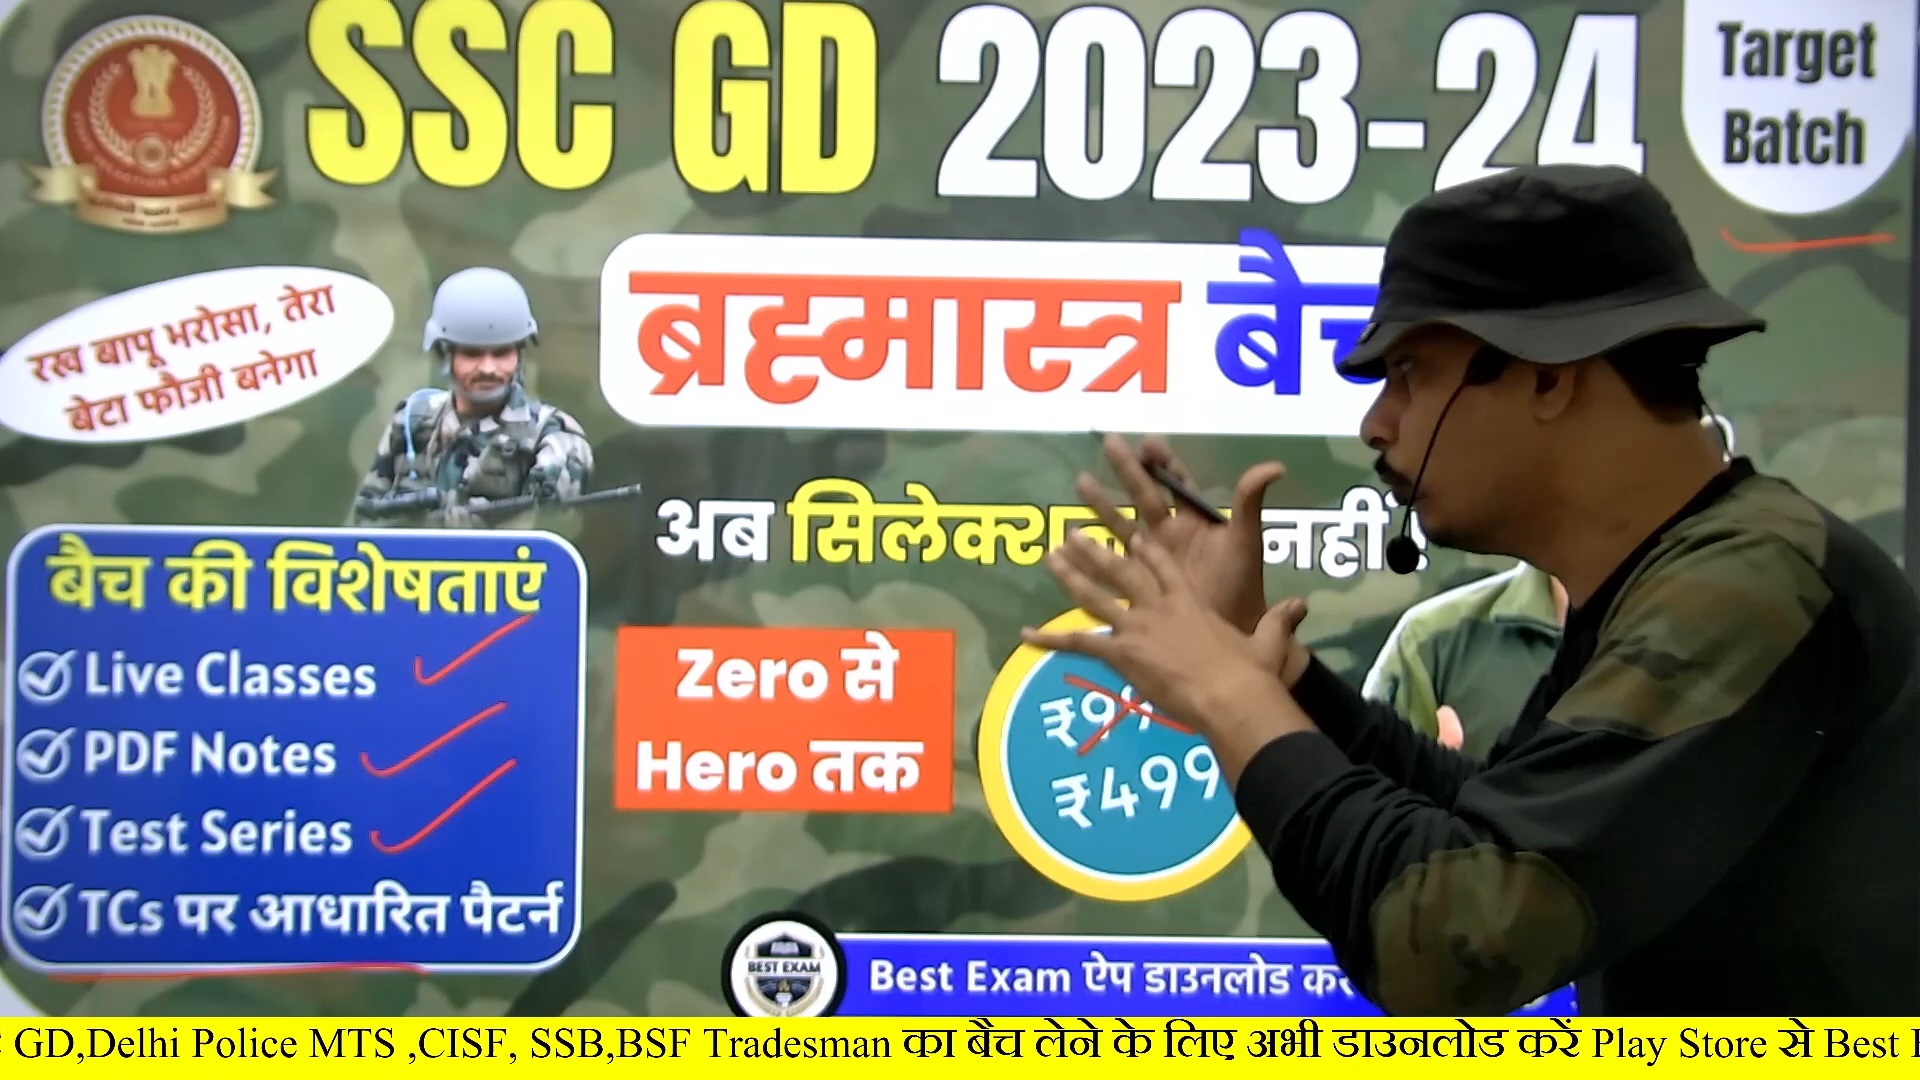 SSC GD 2023-24
Target
Batch
रख बापू भरोसा, तेरा
बेटा फौजी बनेगा
ब्रह्मास्त्र बैच
अब सिलेक्शन नहीं
बैच की विशेषताएं
Live Classes
PDF Notes
Test Series
TCs पर आधारित पैटर्न
Zero से
Hero तक
₹499
BEST EXAM
Best Exam ऐप डाउनलोड
GD,Delhi Police MTS ,CISF, SSB,BSF Tradesman का बैच लेने के लिए अभी डाउनलोड करें Play Store से Best